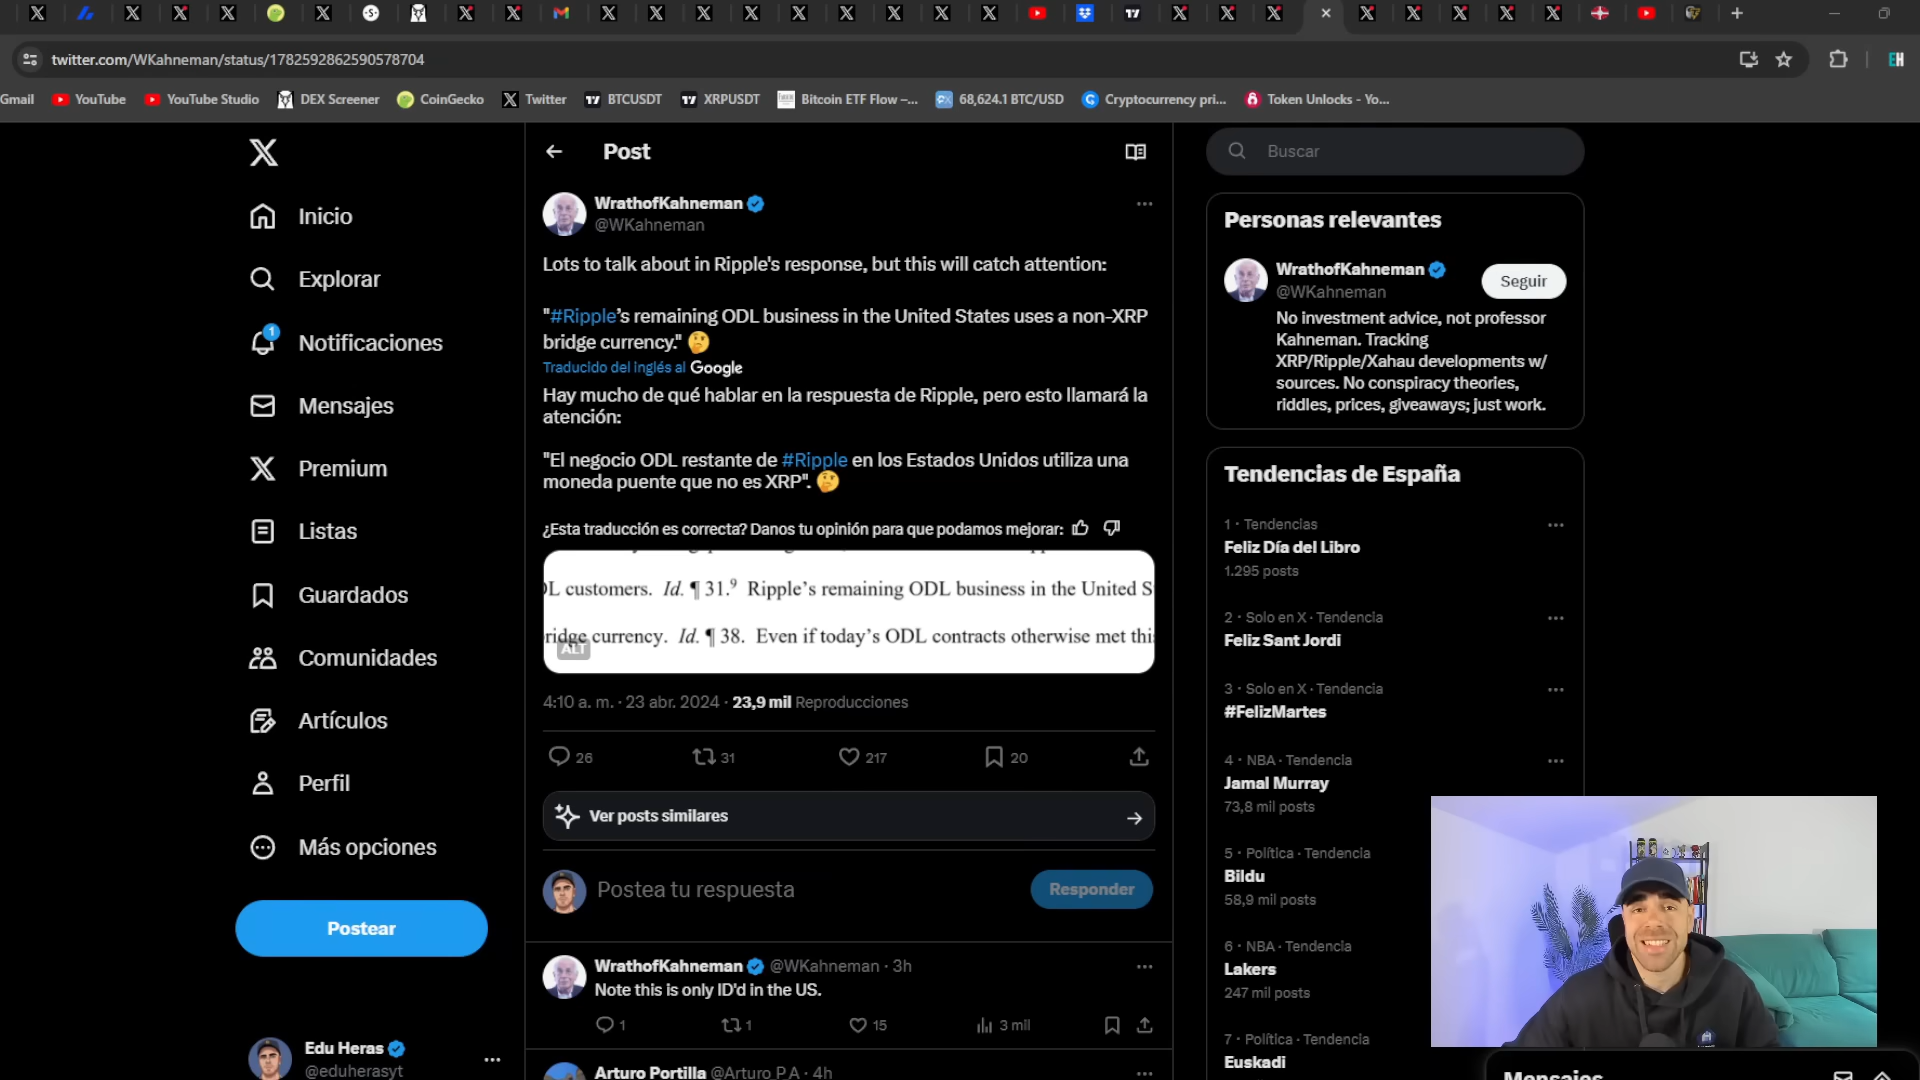 twitter.com/WKahneman/status/1782592862590578704
EH
Gmail
YouTube
YouTube Studio
DEX Screener
CoinGecko
Twitter
BTCUSDT
XRPUSDT
Bitcoin ETF Flow –...
68,624.1 BTC/USD
Cryptocurrency pri...
Token Unlocks - Yo...
Inicio
Explorar
1
Notificaciones
Mensajes
Premium
Listas
Guardados
Comunidades
Artículos
Perfil
Más opciones
Postear
Edu Heras
@eduherasyt
Post
WrathofKahneman
@WKahneman
Lots to talk about in Ripple's response, but this will catch attention:
"#Ripple’s remaining ODL business in the United States uses a non-XRP
bridge currency." 🤔
Traducido del inglés al Google
Hay mucho de qué hablar en la respuesta de Ripple, pero esto llamará la
atención:
"El negocio ODL restante de #Ripple en los Estados Unidos utiliza una
moneda puente que no es XRP". 🤔
¿Esta traducción es correcta? Danos tu opinión para que podamos mejorar:
L customers. Id. ¶ 31.9 Ripple’s remaining ODL business in the United S
ridge currency. Id. ¶ 38. Even if today’s ODL contracts otherwise met thi
ALT
4:10 a. m. · 23 abr. 2024 · 23,9 mil Reproducciones
26
31
217
20
Ver posts similares
Postea tu respuesta
Responder
WrathofKahneman @WKahneman · 3h
Note this is only ID'd in the US.
1
1
15
3 mil
Arturo Portilla @Arturo P A · 4h
Buscar
Personas relevantes
WrathofKahneman
@WKahneman
Seguir
No investment advice, not professor
Kahneman. Tracking
XRP/Ripple/Xahau developments w/
sources. No conspiracy theories,
riddles, prices, giveaways; just work.
Tendencias de España
1 · Tendencias
Feliz Día del Libro
1.295 posts
2 · Solo en X · Tendencia
Feliz Sant Jordi
3 · Solo en X · Tendencia
#FelizMartes
4 · NBA · Tendencia
Jamal Murray
73,8 mil posts
5 · Política · Tendencia
Bildu
58,9 mil posts
6 · NBA · Tendencia
Lakers
247 mil posts
7 · Política · Tendencia
Euskadi
Mensajes